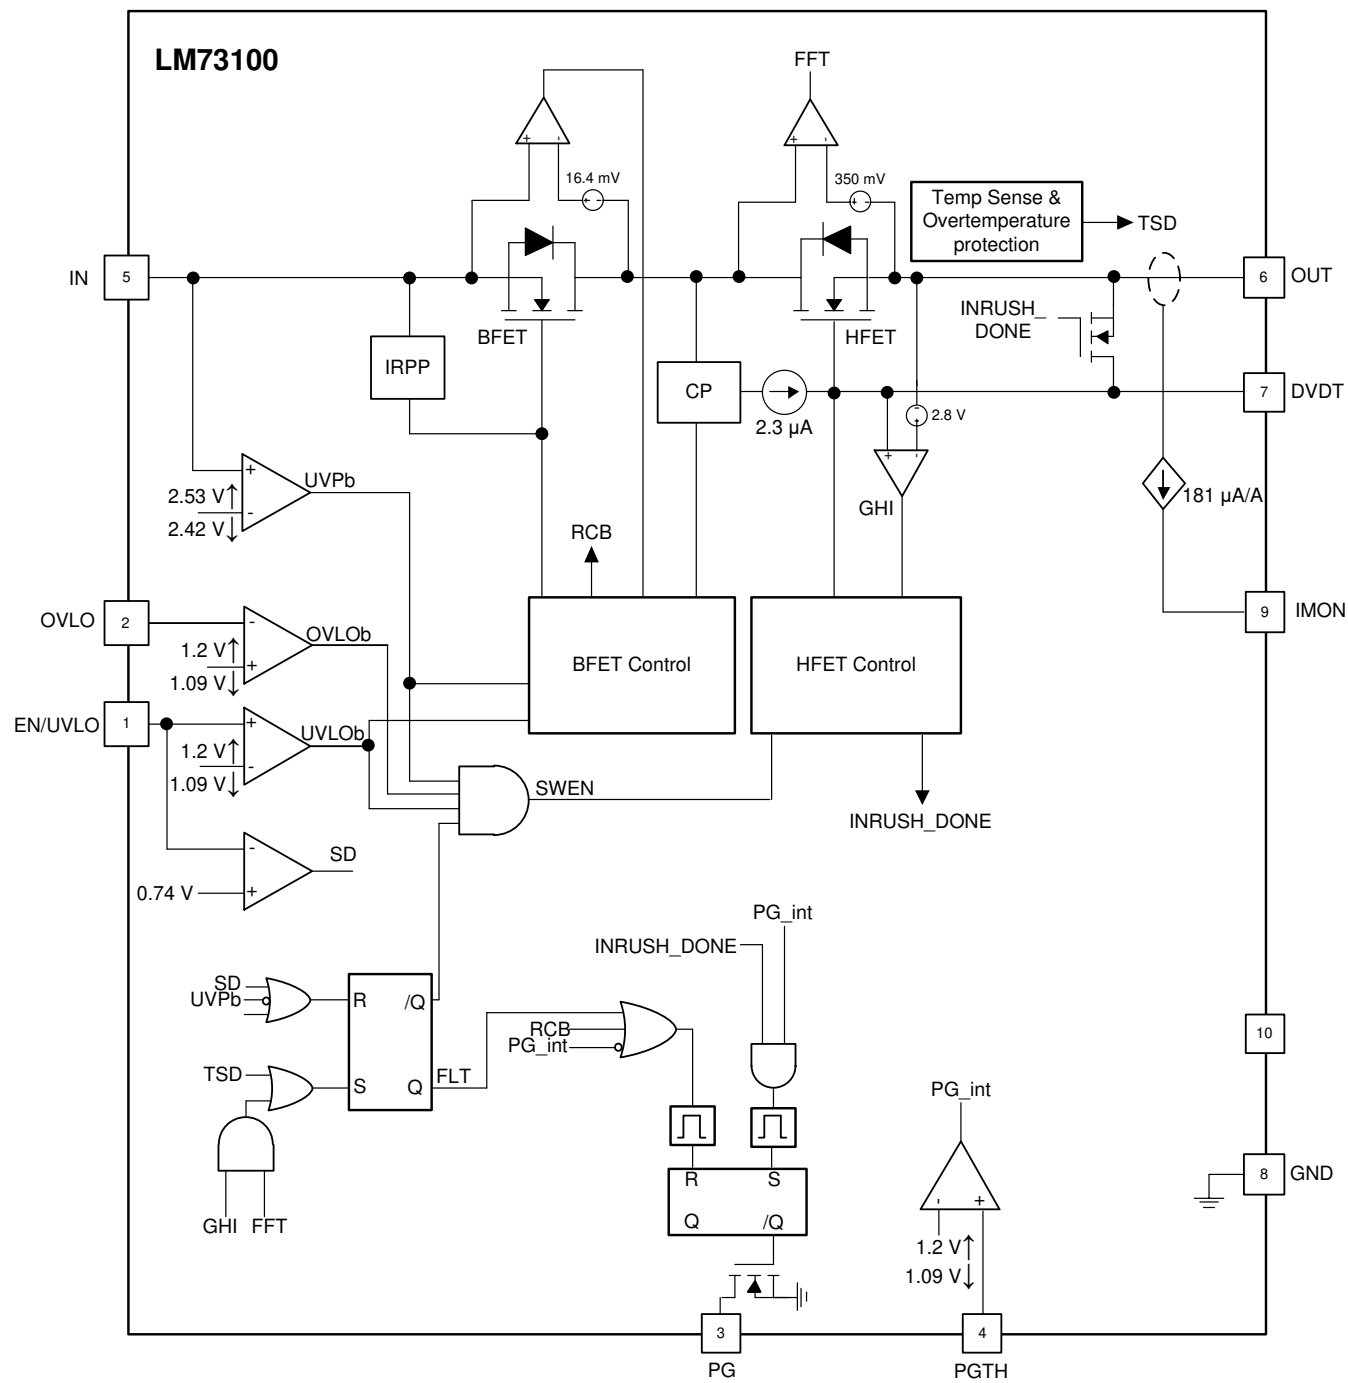 LM73100
FFT
+
-
+
-
16.4 mV
+
-
350 mV
+
-
Temp Sense &
Overtemperature
protection
TSD
IN
5
6
OUT
BFET
HFET
INRUSH_
DONE
IRPP
CP
2.3 µA
2.8 V
-
+
7
DVDT
+
-
GHI
181 µA/A
+
-
UVPb
2.53 V↑
2.42 V↓
RCB
OVLO
2
-
+
OVLOb
1.2 V↑
1.09 V↓
BFET Control
HFET Control
9
IMON
EN/UVLO
1
+
-
UVLOb
1.2 V↑
1.09 V↓
SWEN
INRUSH_DONE
-
+
SD
0.74 V
PG_int
INRUSH_DONE
SD
UVPb
R
/Q
RCB
PG_int
10
TSD
S
Q
FLT
PG_int
GHI
FFT
R
S
Q
/Q
-
+
8
GND
1.2 V↑
1.09 V↓
3
PG
4
PGTH